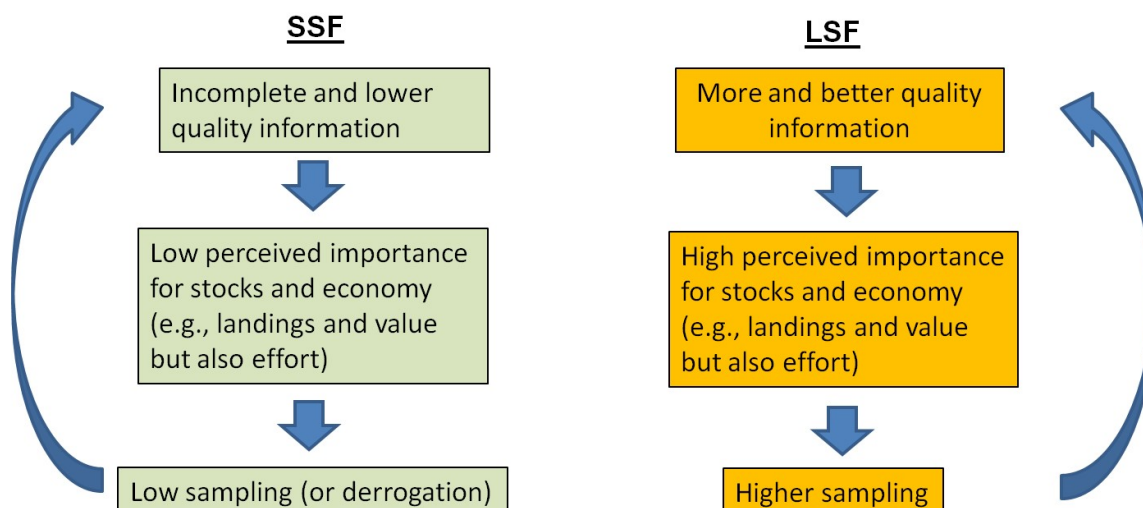 SSF
Incomplete and lower
quality information
Low perceived importance
for stocks and economy
(e.g., landings and value
but also effort)
Low sampling (or derrogation)
LSF
More and better quality
information
High perceived importance
for stocks and economy
(e.g., landings and value
but also effort)
Higher sampling